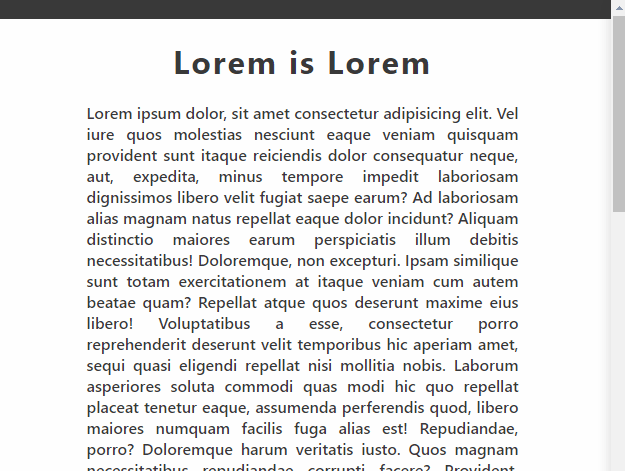 Lorem is Lorem
Lorem ipsum dolor, sit amet consectetur adipisicing elit. Vel
iure quos molestias nesciunt eaque veniam quisquam
provident sunt itaque reiciendis dolor consequatur neque,
aut, expedita, minus tempore impedit laboriosam
dignissimos libero velit fugiat saepe earum? Ad laboriosam
alias magnam natus repellat eaque dolor incidunt? Aliquam
distinctio maiores earum perspiciatis illum debitis
necessitatibus! Doloremque, non excepturi. Ipsam similique
sunt totam exercitationem at itaque veniam cum autem
beatae quam? Repellat atque quos deserunt maxime eius
libero! Voluptatibus a esse, consectetur porro
reprehenderit deserunt velit temporibus hic aperiam amet,
sequi quasi eligendi repellat nisi mollitia nobis. Laborum
asperiores soluta commodi quas modi hic quo repellat
placeat tenetur eaque, assumenda perferendis quod, libero
maiores numquam facilis fuga alias est! Repudiandae,
porro? Doloremque harum veritatis iusto. Quos magnam
necessitatibus repudiandae corrupti facere? Provident,